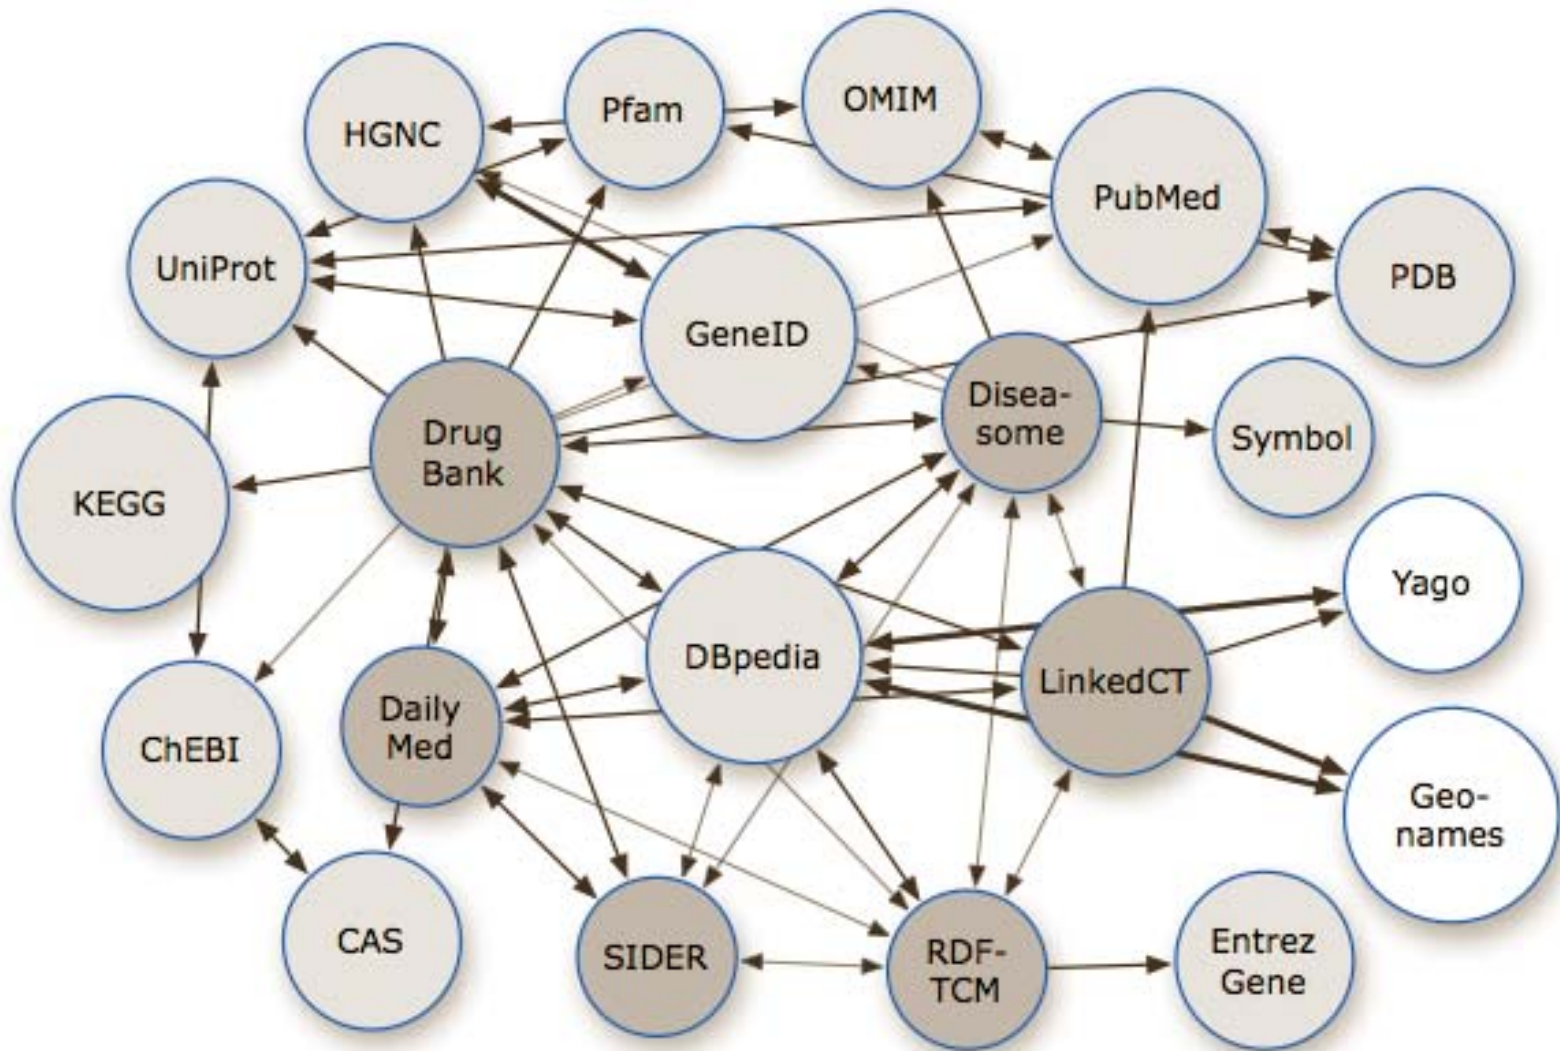 OMIM
Pfam
HGNC
PubMed
UniProt
PDB
GeneID
Disea-
some
Symbol
Drug
Bank
KEGG
Yago
DBpedia
LinkedCT
Daily
Med
ChEBI
Geo-
names
CAS
SIDER
RDF-
TCM
Entrez
Gene